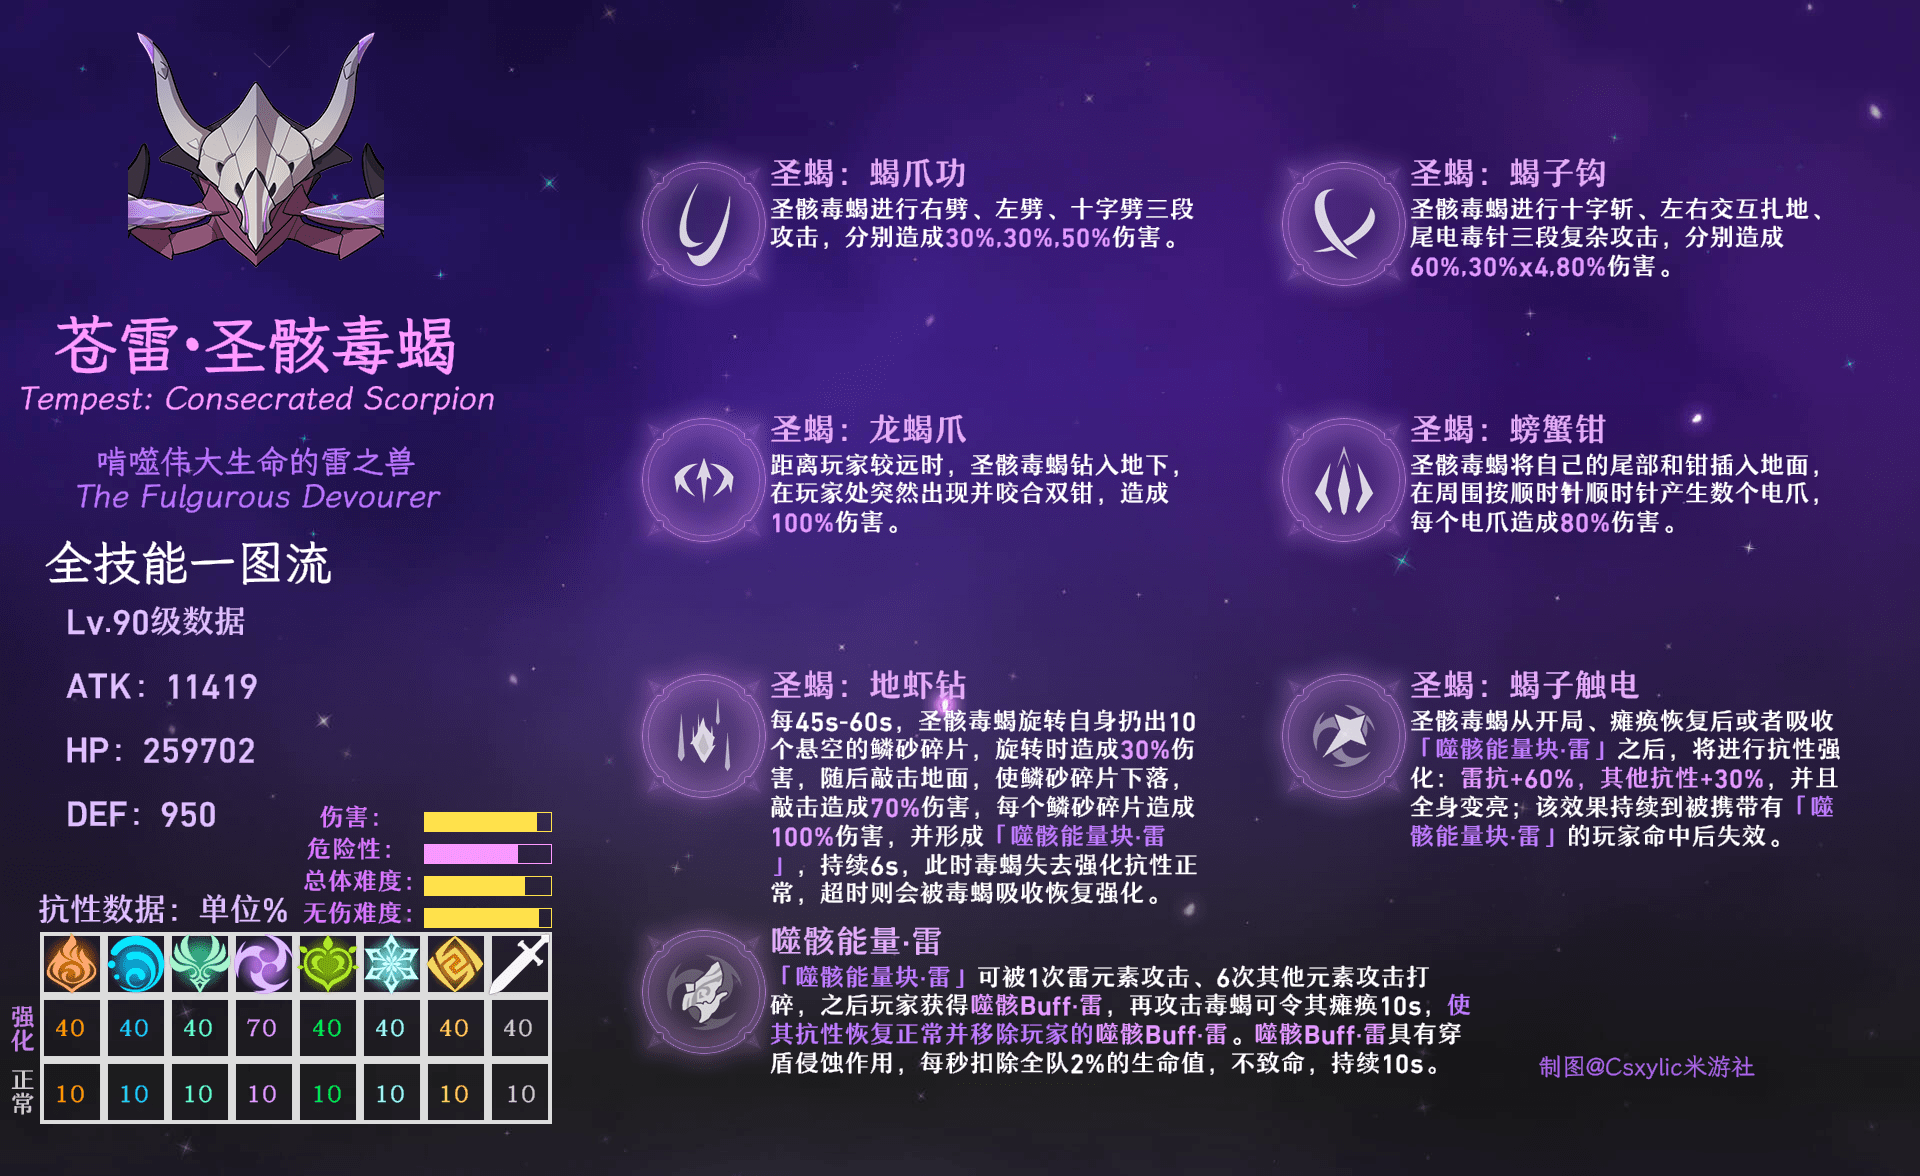 苍雷·圣骸毒蝎
Tempest: Consecrated Scorpion
啃噬伟大生命的雷之兽
The Fulgurous Devourer
全技能一图流
Lv.90级数据
ATK：11419
HP：259702
DEF：950
伤害：
危险性：
总体难度：
无伤难度：
抗性数据：单位%
强化 40 40 40 70 40 40 40 40
正常 10 10 10 10 10 10 10 10
圣蝎：蝎爪功
圣骸毒蝎进行右劈、左劈、十字劈三段
攻击，分别造成30%,30%,50%伤害。
圣蝎：蝎子钩
圣骸毒蝎进行十字斩、左右交互扎地、
尾电毒针三段复杂攻击，分别造成
60%,30%x4,80%伤害。
圣蝎：龙蝎爪
距离玩家较远时，圣骸毒蝎钻入地下，
在玩家处突然出现并咬合双钳，造成
100%伤害。
圣蝎：螃蟹钳
圣骸毒蝎将自己的尾部和钳插入地面，
在周围按顺时针顺时针产生数个电爪，
每个电爪造成80%伤害。
圣蝎：地虾钻
每45s-60s，圣骸毒蝎旋转自身扔出10
个悬空的鳞砂碎片，旋转时造成30%伤
害，随后敲击地面，使鳞砂碎片下落，
敲击造成70%伤害，每个鳞砂碎片造成
100%伤害，并形成「噬骸能量块·雷
」，持续6s，此时毒蝎失去强化抗性正
常，超时则会被毒蝎吸收恢复强化。
圣蝎：蝎子触电
圣骸毒蝎从开局、瘫痪恢复后或者吸收
「噬骸能量块·雷」之后，将进行抗性强
化：雷抗+60%，其他抗性+30%，并且
全身变亮；该效果持续到被携带有「噬
骸能量块·雷」的玩家命中后失效。
噬骸能量·雷
「噬骸能量块·雷」可被1次雷元素攻击、6次其他元素攻击打
碎，之后玩家获得噬骸Buff·雷，再攻击毒蝎可令其瘫痪10s，使
其抗性恢复正常并移除玩家的噬骸Buff·雷。噬骸Buff·雷具有穿
盾侵蚀作用，每秒扣除全队2%的生命值，不致命，持续10s。
制图@Csxylic米游社